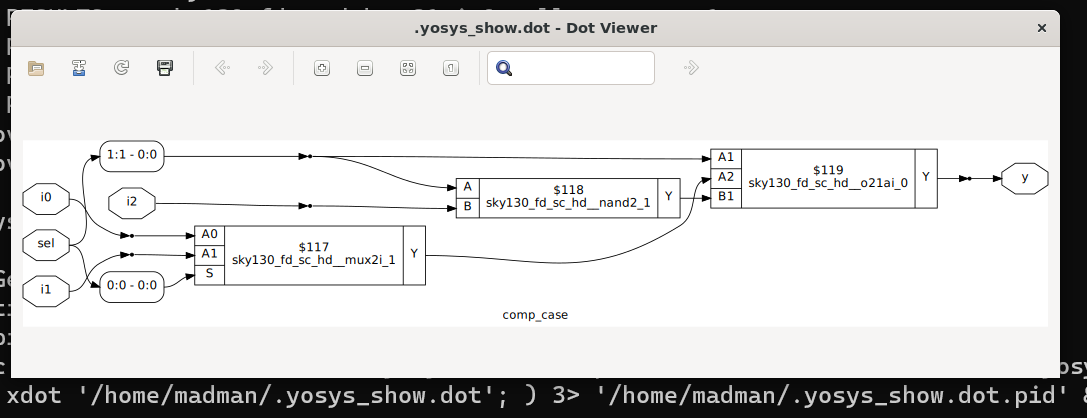 .yosys_show.dot - Dot Viewer
1:1 - 0:0
i0
i2
sel
i1
0:0 - 0:0
A0
A1
S
$117
sky130_fd_sc_hd__mux2i_1
Y
A
B
$118
sky130_fd_sc_hd__nand2_1
Y
A1
A2
B1
$119
sky130_fd_sc_hd__o21ai_0
Y
y
comp_case
xdot '/home/madman/.yosys_show.dot'; ) 3> '/home/madman/.yosys_show.dot.pid' &